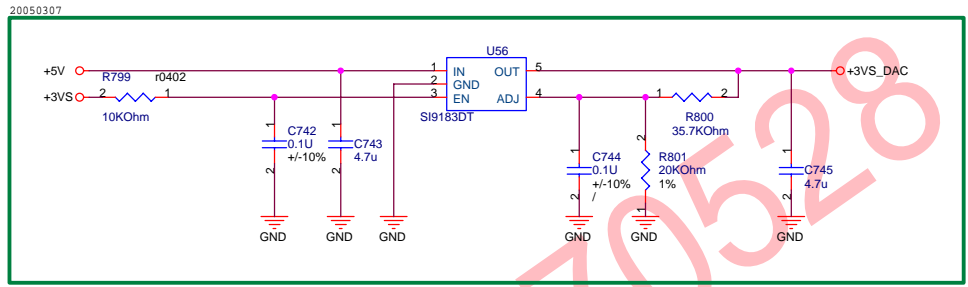 20050307
U56
+5V
R799 r0402
1 IN OUT 5
+3VS_DAC
2 GND
+3VS 2 1
3 EN ADJ 4
1 2
10KOhm
SI9183DT
R800
35.7KOhm
1
C742
0.1U
+/-10%
2
1
C743
4.7u
2
1
C744
0.1U
+/-10%
/
2
2
R801
20KOhm
1%
1
1
C745
4.7u
2
GND
GND
GND
GND
GND
GND
70528